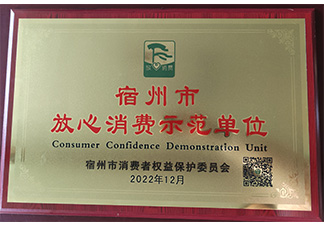 宿州市
放心消费示范单位
Consumer Confidence Demonstration Unit
宿州市消费者权益保护委员会
2022年12月